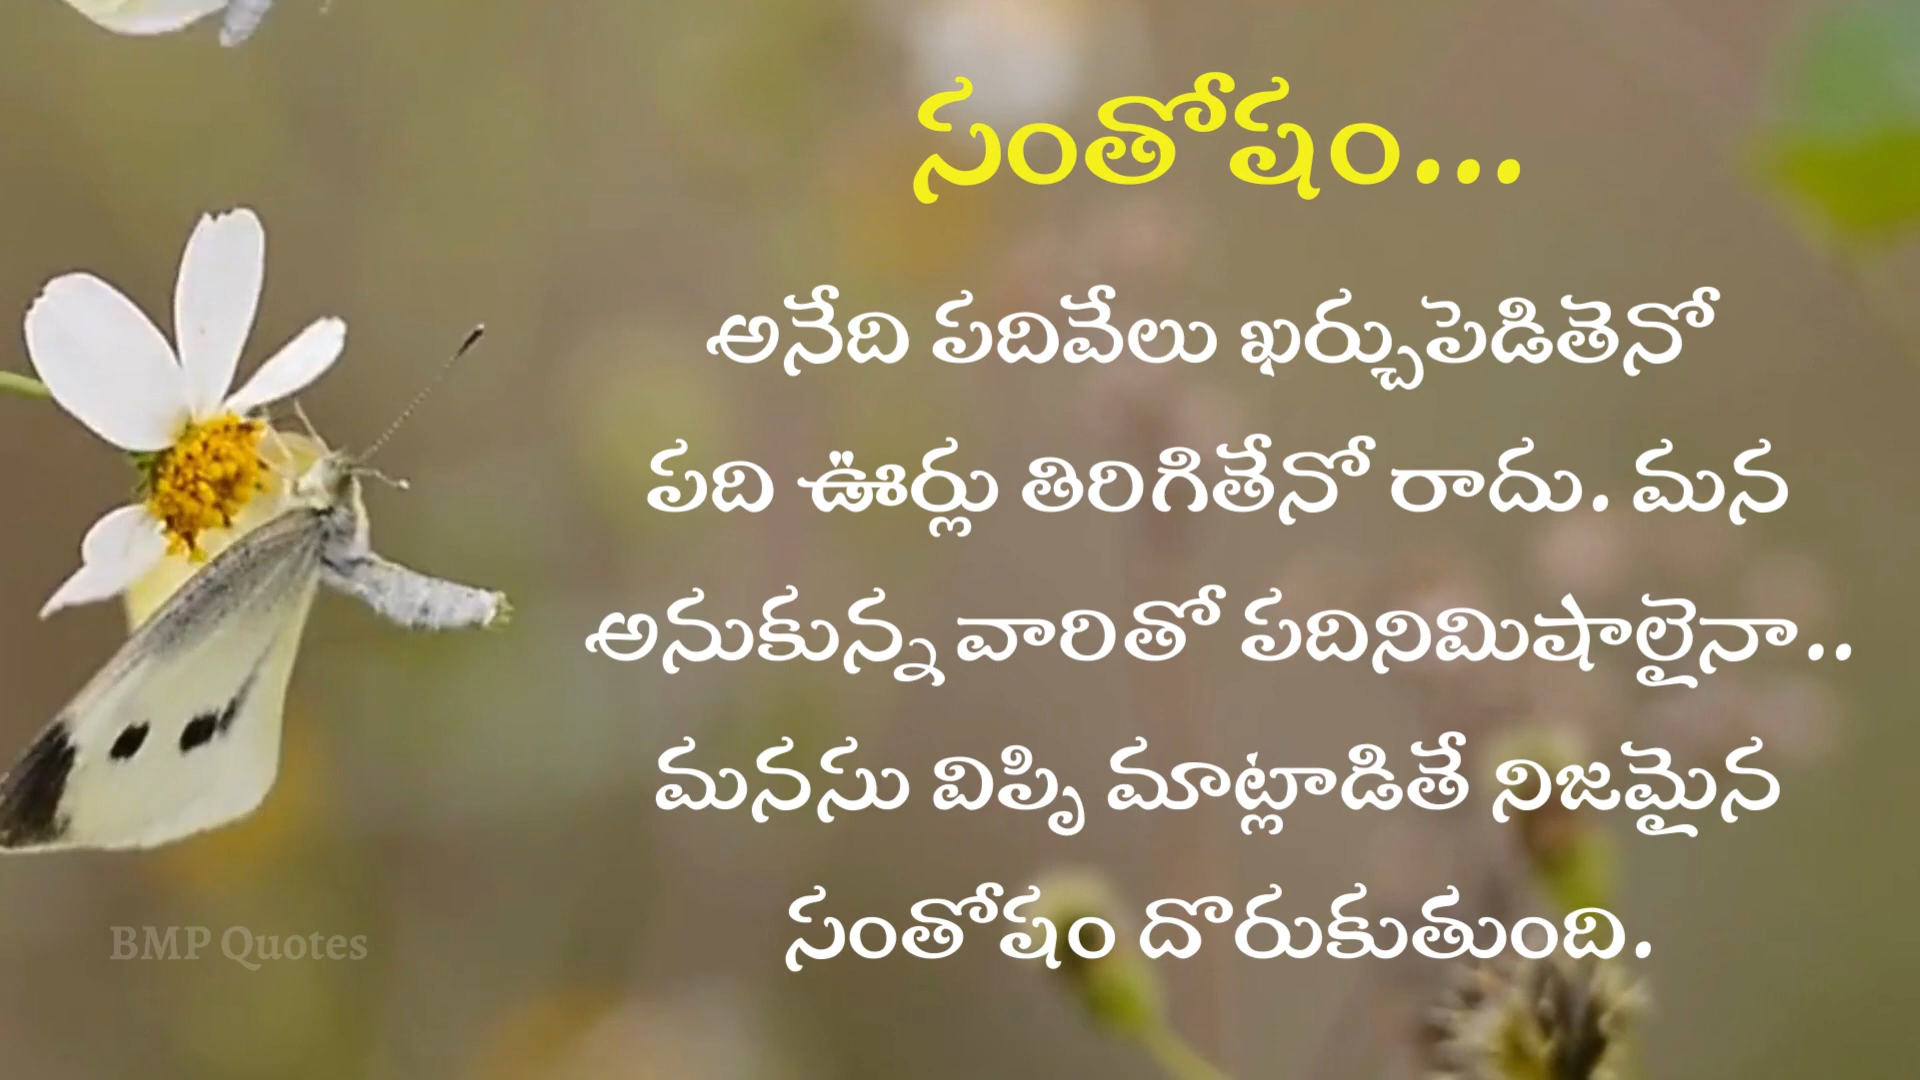 సంతోషం...
అనేది పదివేలు ఖర్చుపెడితెనో
పది ఊర్లు తిరిగితేనో రాదు. మన
అనుకున్న వారితో పదినిమిషాలైనా..
మనసు విప్పి మాట్లాడితే నిజమైన
సంతోషం దొరుకుతుంది.
BMP Quotes